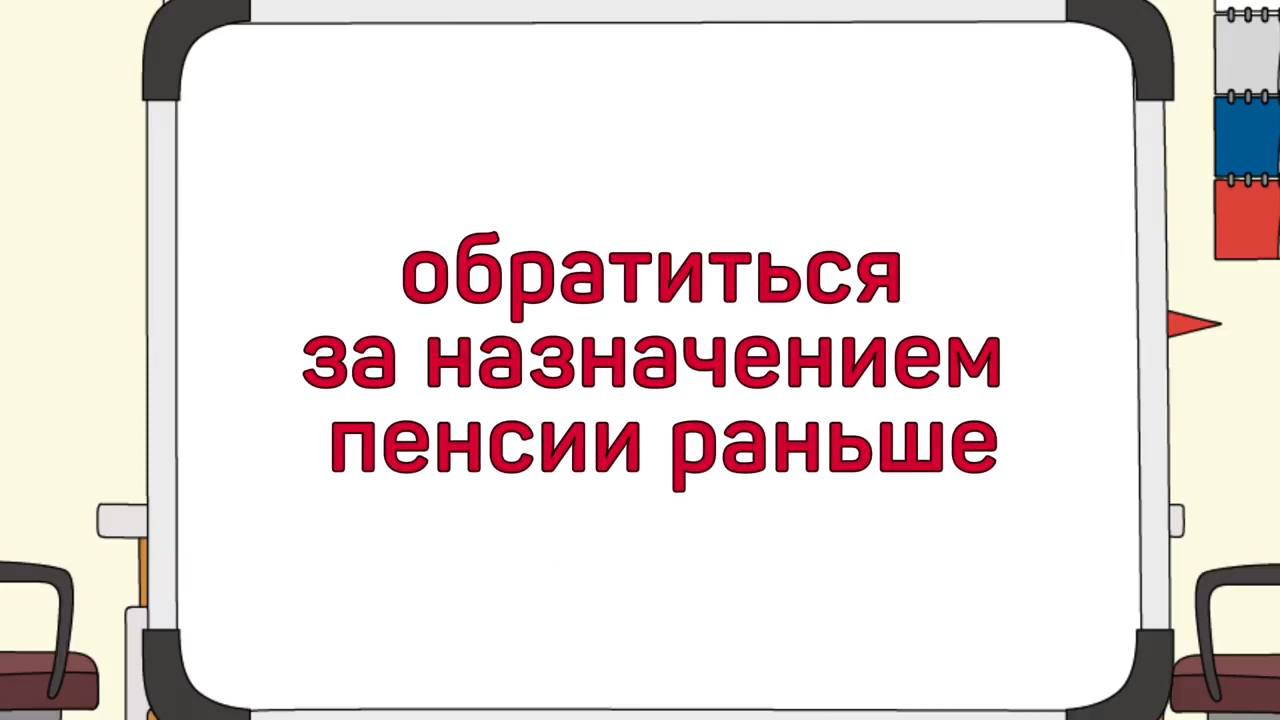 обратиться
за назначением
пенсии раньше